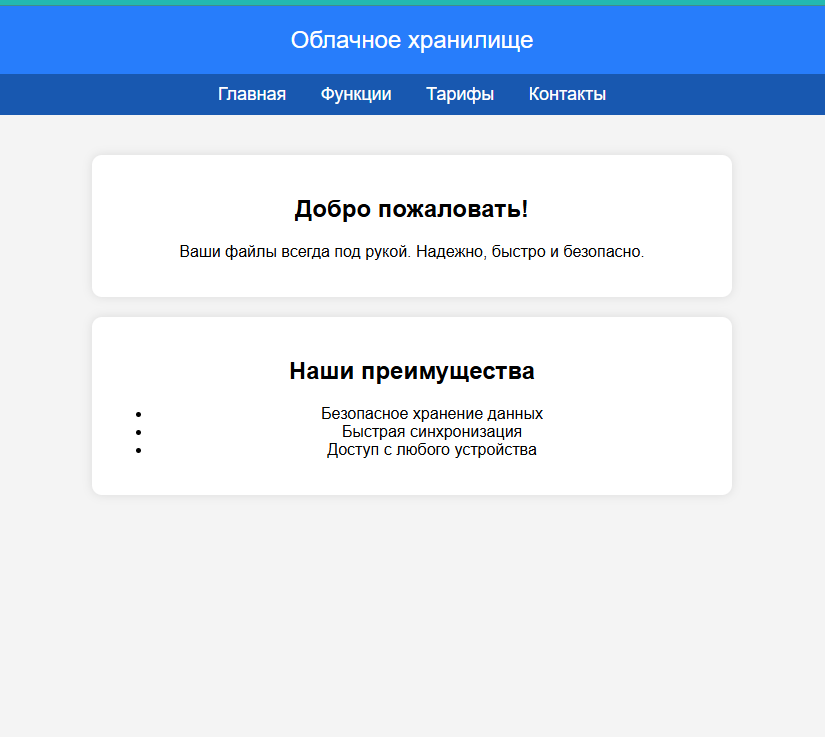 Облачное хранилище
Главная Функции Тарифы Контакты
Добро пожаловать!
Ваши файлы всегда под рукой. Надежно, быстро и безопасно.
Наши преимущества
Безопасное хранение данных
Быстрая синхронизация
Доступ с любого устройства